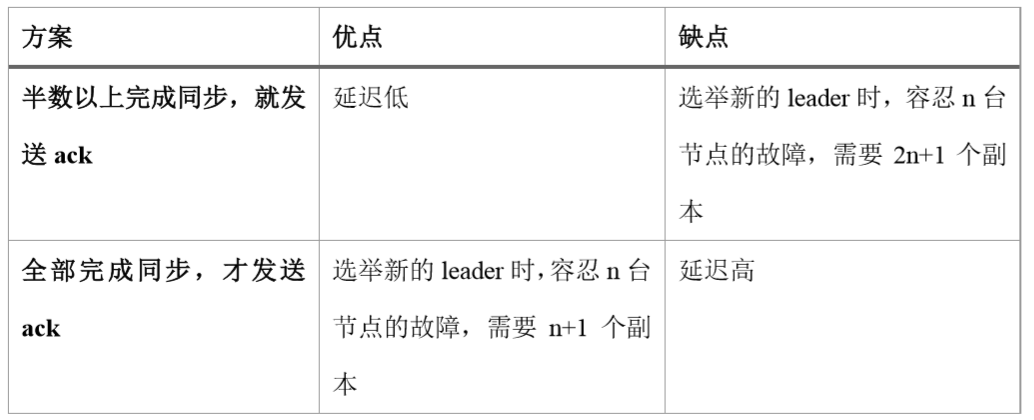 方案
优点
缺点
半数以上完成同步，就发
送 ack
延迟低
选举新的 leader 时，容忍 n 台
节点的故障，需要 2n+1 个副
本
全部完成同步，才发送
ack
选举新的 leader 时，容忍 n 台
节点的故障，需要 n+1 个副
本
延迟高